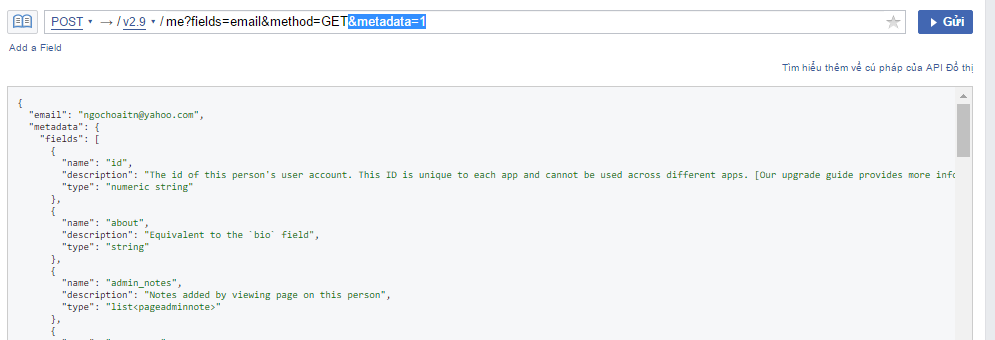 POST → / v2.9 / me?fields=email&method=GET&metadata=1 Gửi
Add a Field
Tìm hiểu thêm về cú pháp của API Đồ thị
{
"email": "ngochoaitn@yahoo.com",
"metadata": {
"fields": [
{
"name": "id",
"description": "The id of this person's user account. This ID is unique to each app and cannot be used across different apps. [Our upgrade guide provides more info
"type": "numeric string"
},
{
"name": "about",
"description": "Equivalent to the `bio` field",
"type": "string"
},
{
"name": "admin_notes",
"description": "Notes added by viewing page on this person",
"type": "list<pageadminnote>"
},
{